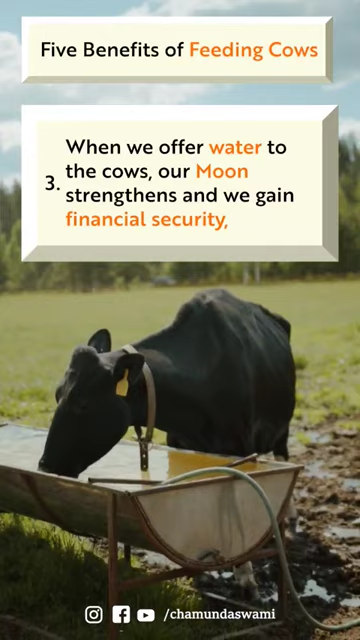 Five Benefits of Feeding Cows
3. When we offer water to
the cows, our Moon
strengthens and we gain
financial security,
/chamundaswami